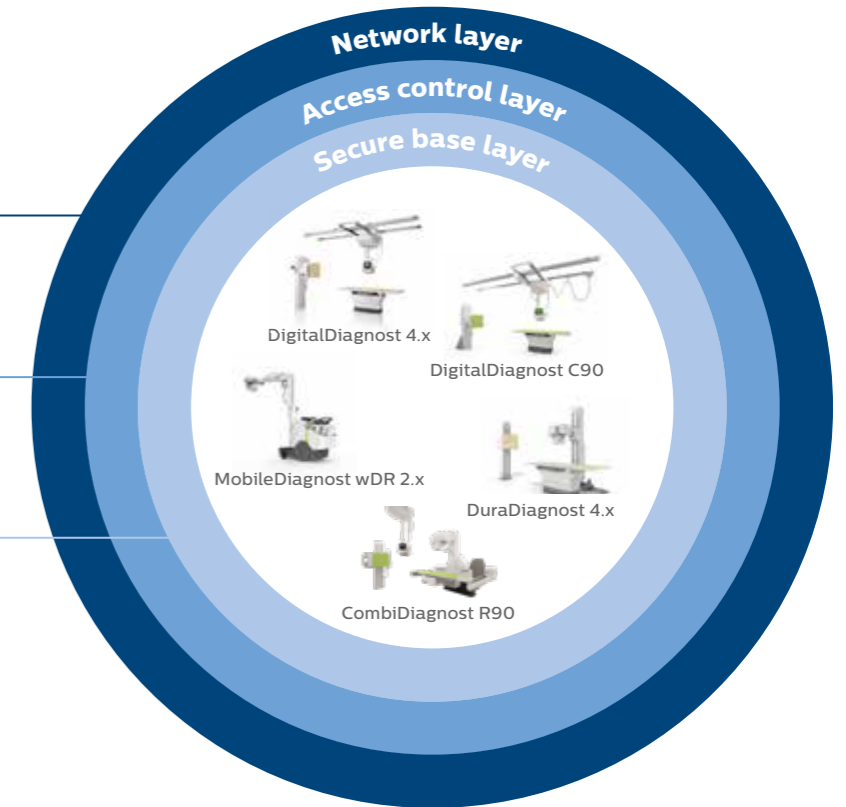 Network layer
Access control layer
Secure base layer
DigitalDiagnost 4.x
DigitalDiagnost C90
MobileDiagnost wDR 2.x
DuraDiagnost 4.x
CombiDiagnost R90